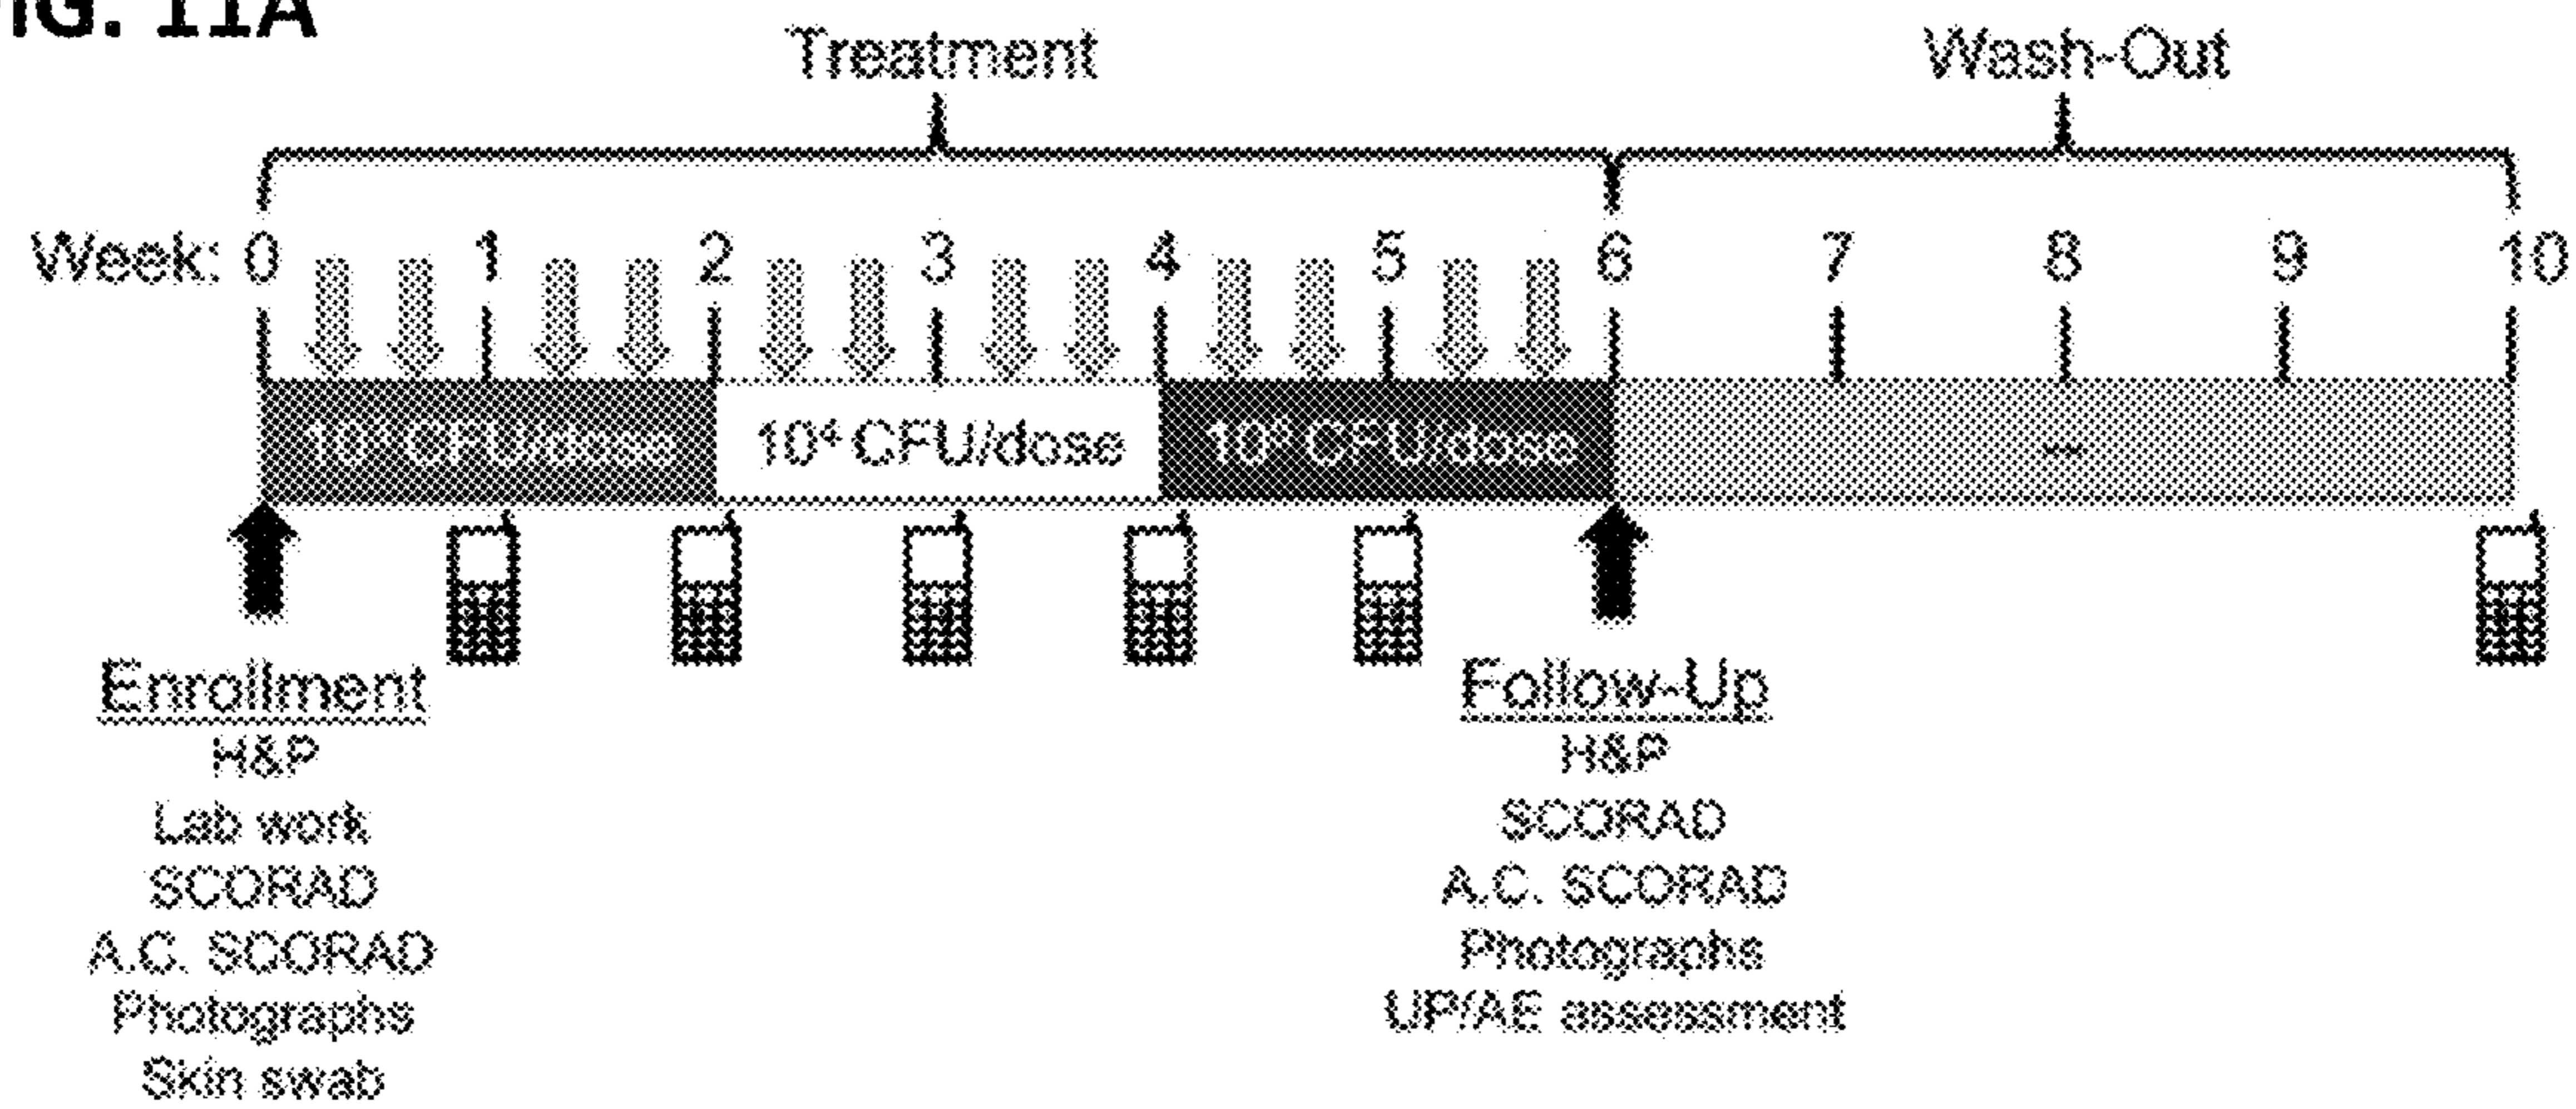 FIG. 11A
Treatment
Wash-Out
Week: 0 1 2 3 4 5 6 7 8 9 10
CFU/dose
10⁴ CFU/dose
CFU/dose
--
Enrollment
H&P
Lab work
SCORAD
A.C. SCORAD
Photographs
Skin swab
Follow-Up
H&P
SCORAD
A.C. SCORAD
Photographs
UP/AE assessment